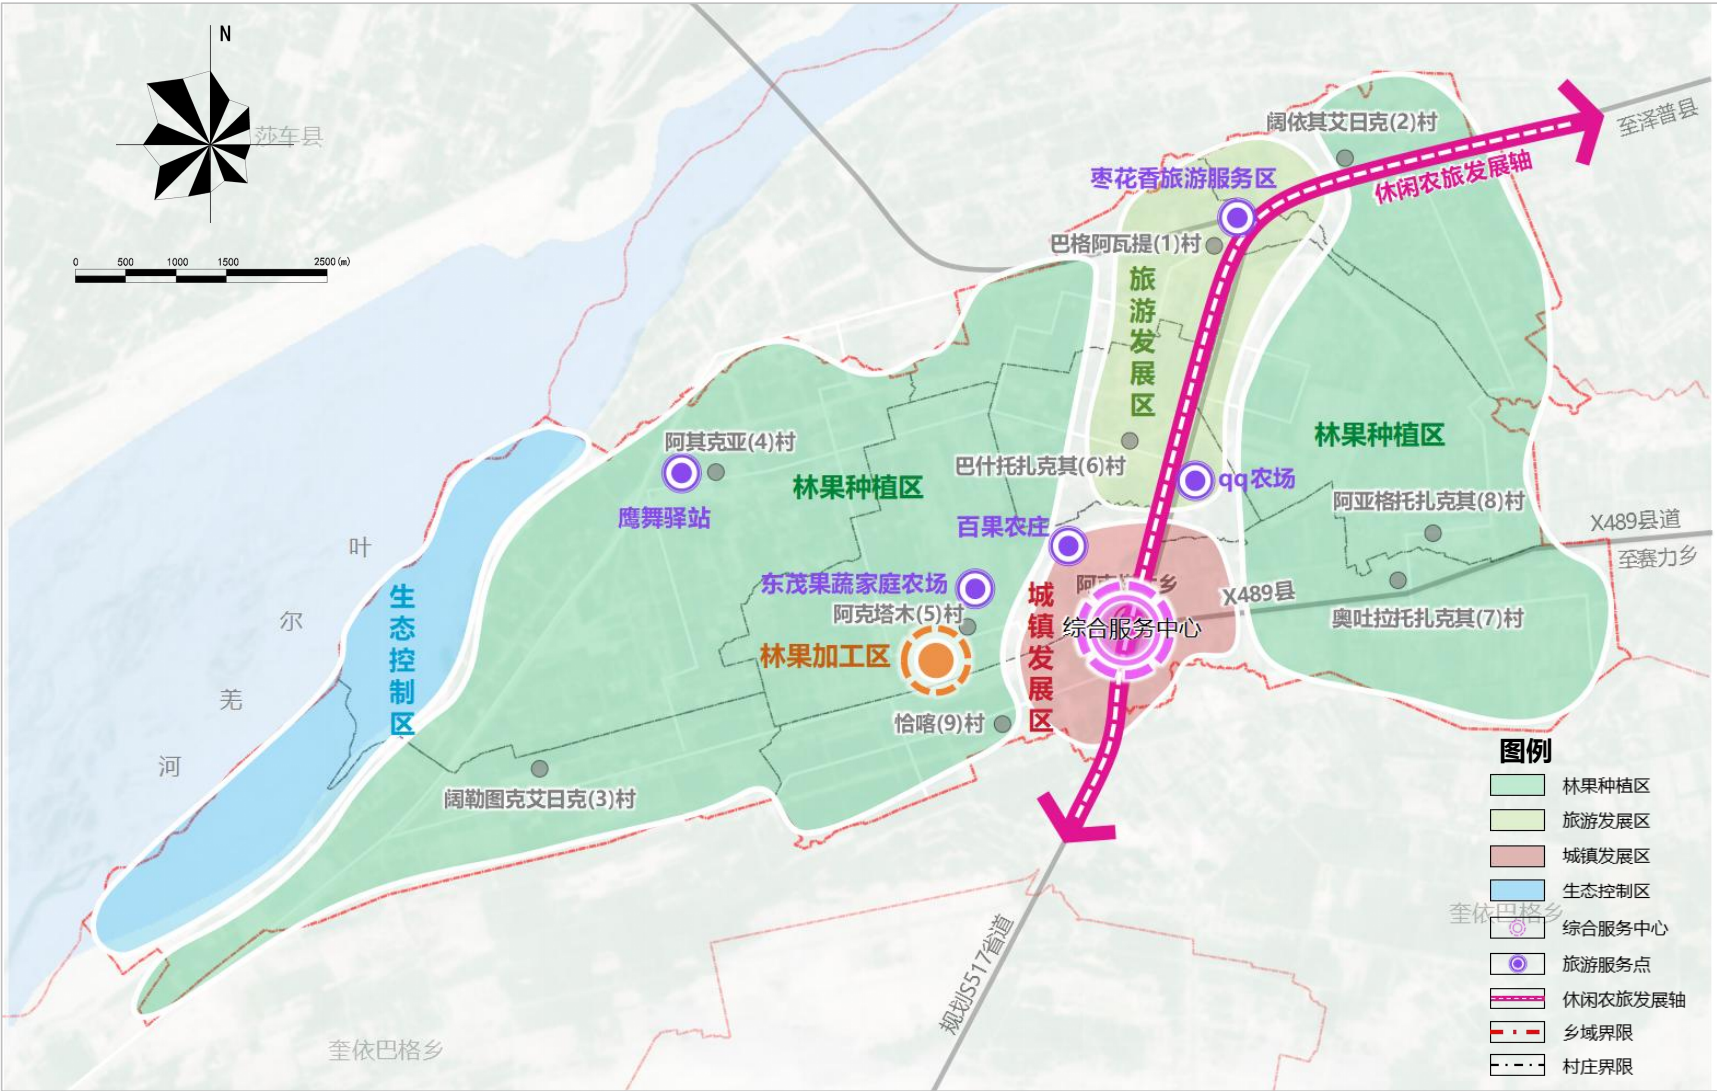 N
莎车县
0 500 1000 1500 2500(m)
阔依其艾日克(2)村
至泽普县
休闲农旅发展轴
枣花香旅游服务区
巴格阿瓦提(1)村
旅游发展区
阿其克亚(4)村
鹰舞驿站
林果种植区
巴什托扎克其(6)村
qq农场
林果种植区
阿亚格托扎克其(8)村
X489县道
至赛力乡
百果农庄
东茂果蔬家庭农场
阿克塔木(5)村
林果加工区
城镇发展区
综合服务中心
X489县
奥吐拉托扎克其(7)村
恰喀(9)村
生态控制区
叶
尔
羌
河
阔勒图克艾日克(3)村
规划S517省道
奎依巴格乡
奎依巴格乡
图例
林果种植区
旅游发展区
城镇发展区
生态控制区
综合服务中心
旅游服务点
休闲农旅发展轴
乡域界限
村庄界限